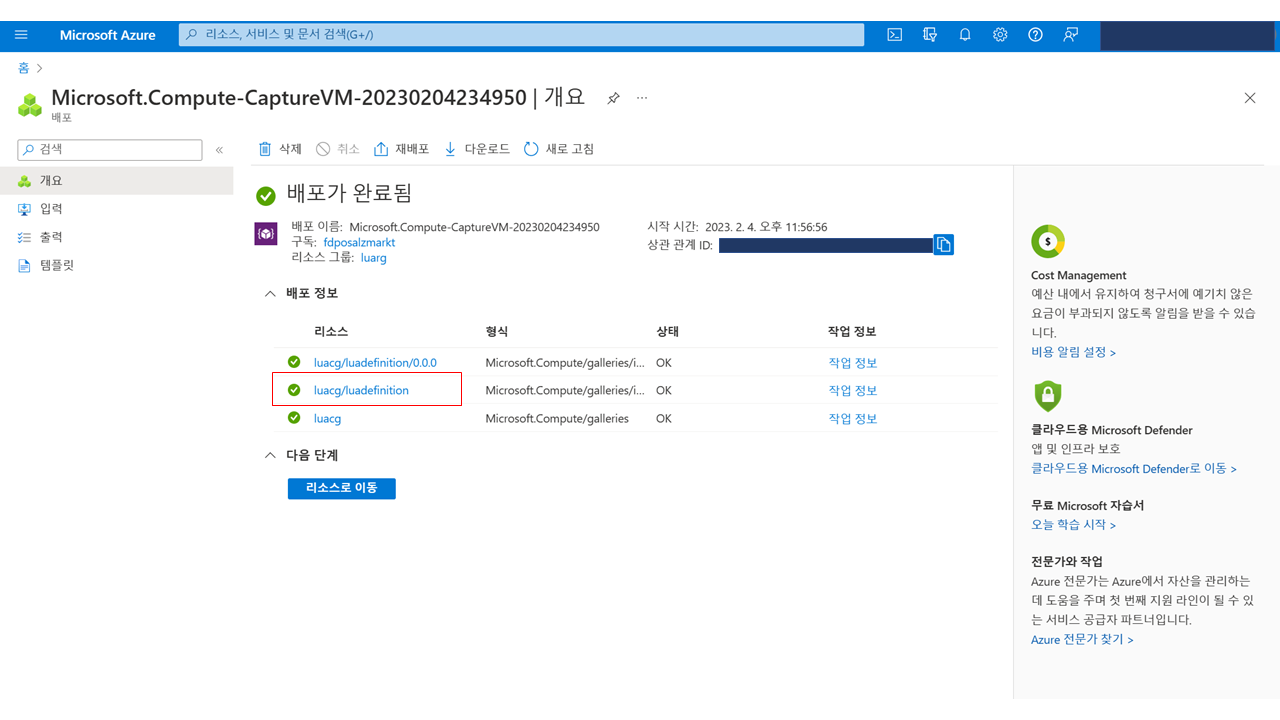 Microsoft Azure
리소스, 서비스 및 문서 검색(G+/)
홈
Microsoft.Compute-CaptureVM-20230204234950 | 개요
배포
검색
개요
입력
출력
템플릿
삭제
취소
재배포
다운로드
새로 고침
배포가 완료됨
배포 이름: Microsoft.Compute-CaptureVM-20230204234950
구독: fdposalzmarkt
리소스 그룹: luarg
시작 시간: 2023. 2. 4. 오후 11:56:56
상관 관계 ID:
배포 정보
리소스 형식 상태 작업 정보
luacg/luadefinition/0.0.0 Microsoft.Compute/galleries/i... OK 작업 정보
luacg/luadefinition Microsoft.Compute/galleries/i... OK 작업 정보
luacg Microsoft.Compute/galleries OK 작업 정보
다음 단계
리소스로 이동
Cost Management
예산 내에서 유지하여 청구서에 예기치 않은
요금이 부과되지 않도록 알림을 받을 수 있습
니다.
비용 알림 설정 >
클라우드용 Microsoft Defender
앱 및 인프라 보호
클라우드용 Microsoft Defender로 이동 >
무료 Microsoft 자습서
오늘 학습 시작 >
전문가와 작업
Azure 전문가는 Azure에서 자산을 관리하는
데 도움을 주며 첫 번째 지원 라인이 될 수 있
는 서비스 공급자 파트너입니다.
Azure 전문가 찾기 >